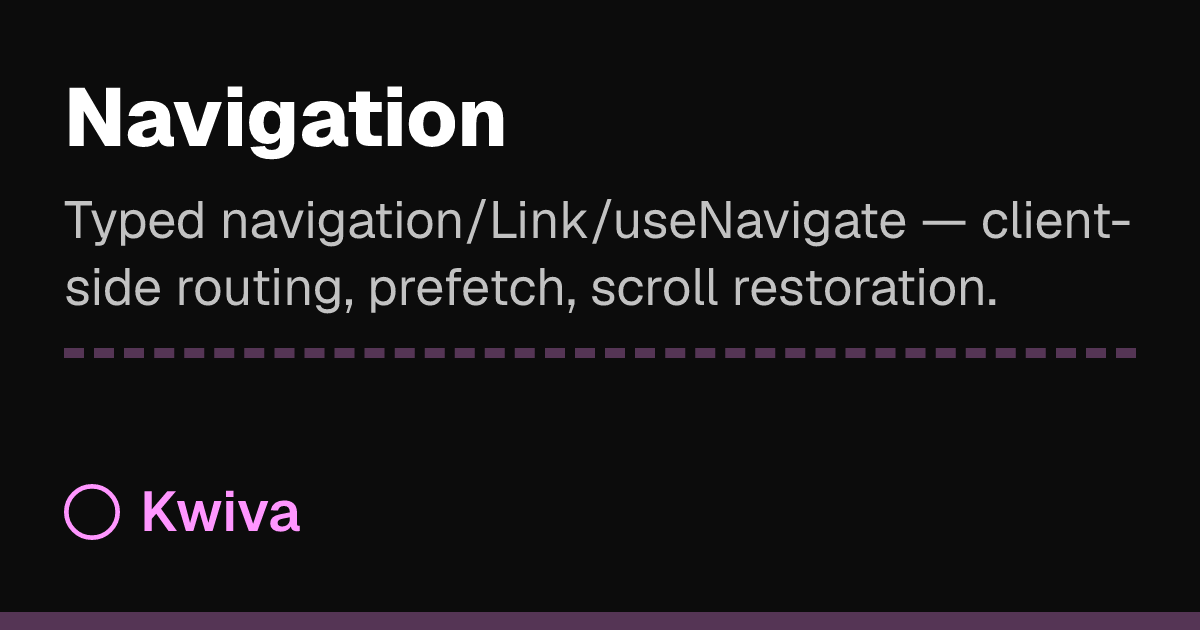 Navigation
Typed navigation/Link/useNavigate — client-
side routing, prefetch, scroll restoration.
Kwiva